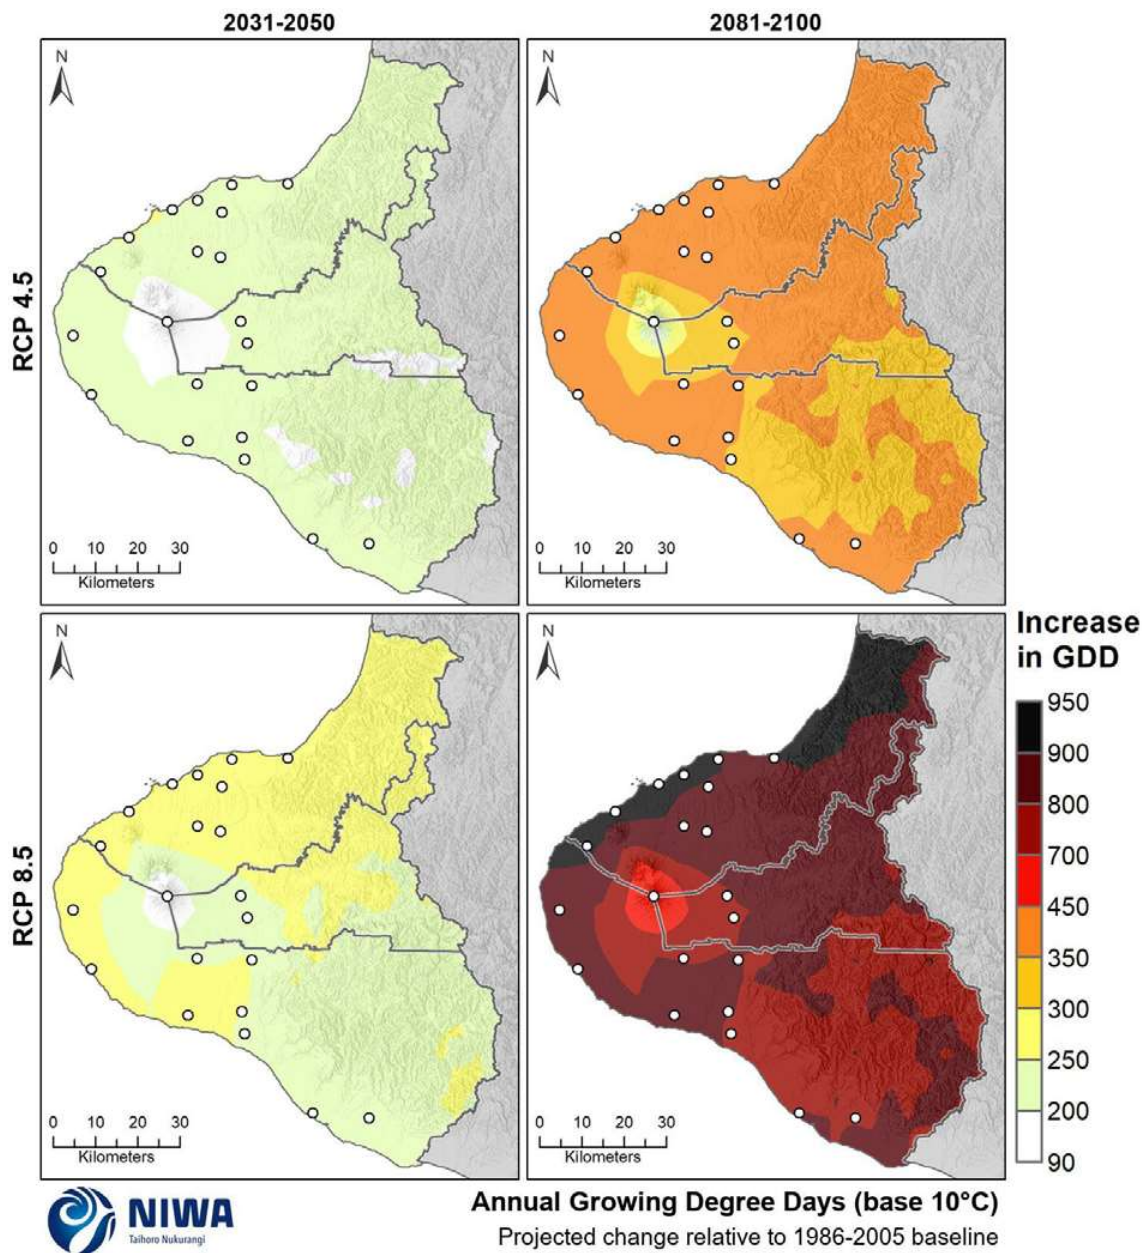 2031-2050
2081-2100
N
N
RCP 4.5
0 10 20 30
Kilometers
0 10 20 30
Kilometers
N
N
RCP 8.5
0 10 20 30
Kilometers
0 10 20 30
Kilometers
Increase
in GDD
950
900
800
700
450
350
300
250
200
90
NIWA
Taihoro Nukurangi
Annual Growing Degree Days (base 10°C)
Projected change relative to 1986-2005 baseline